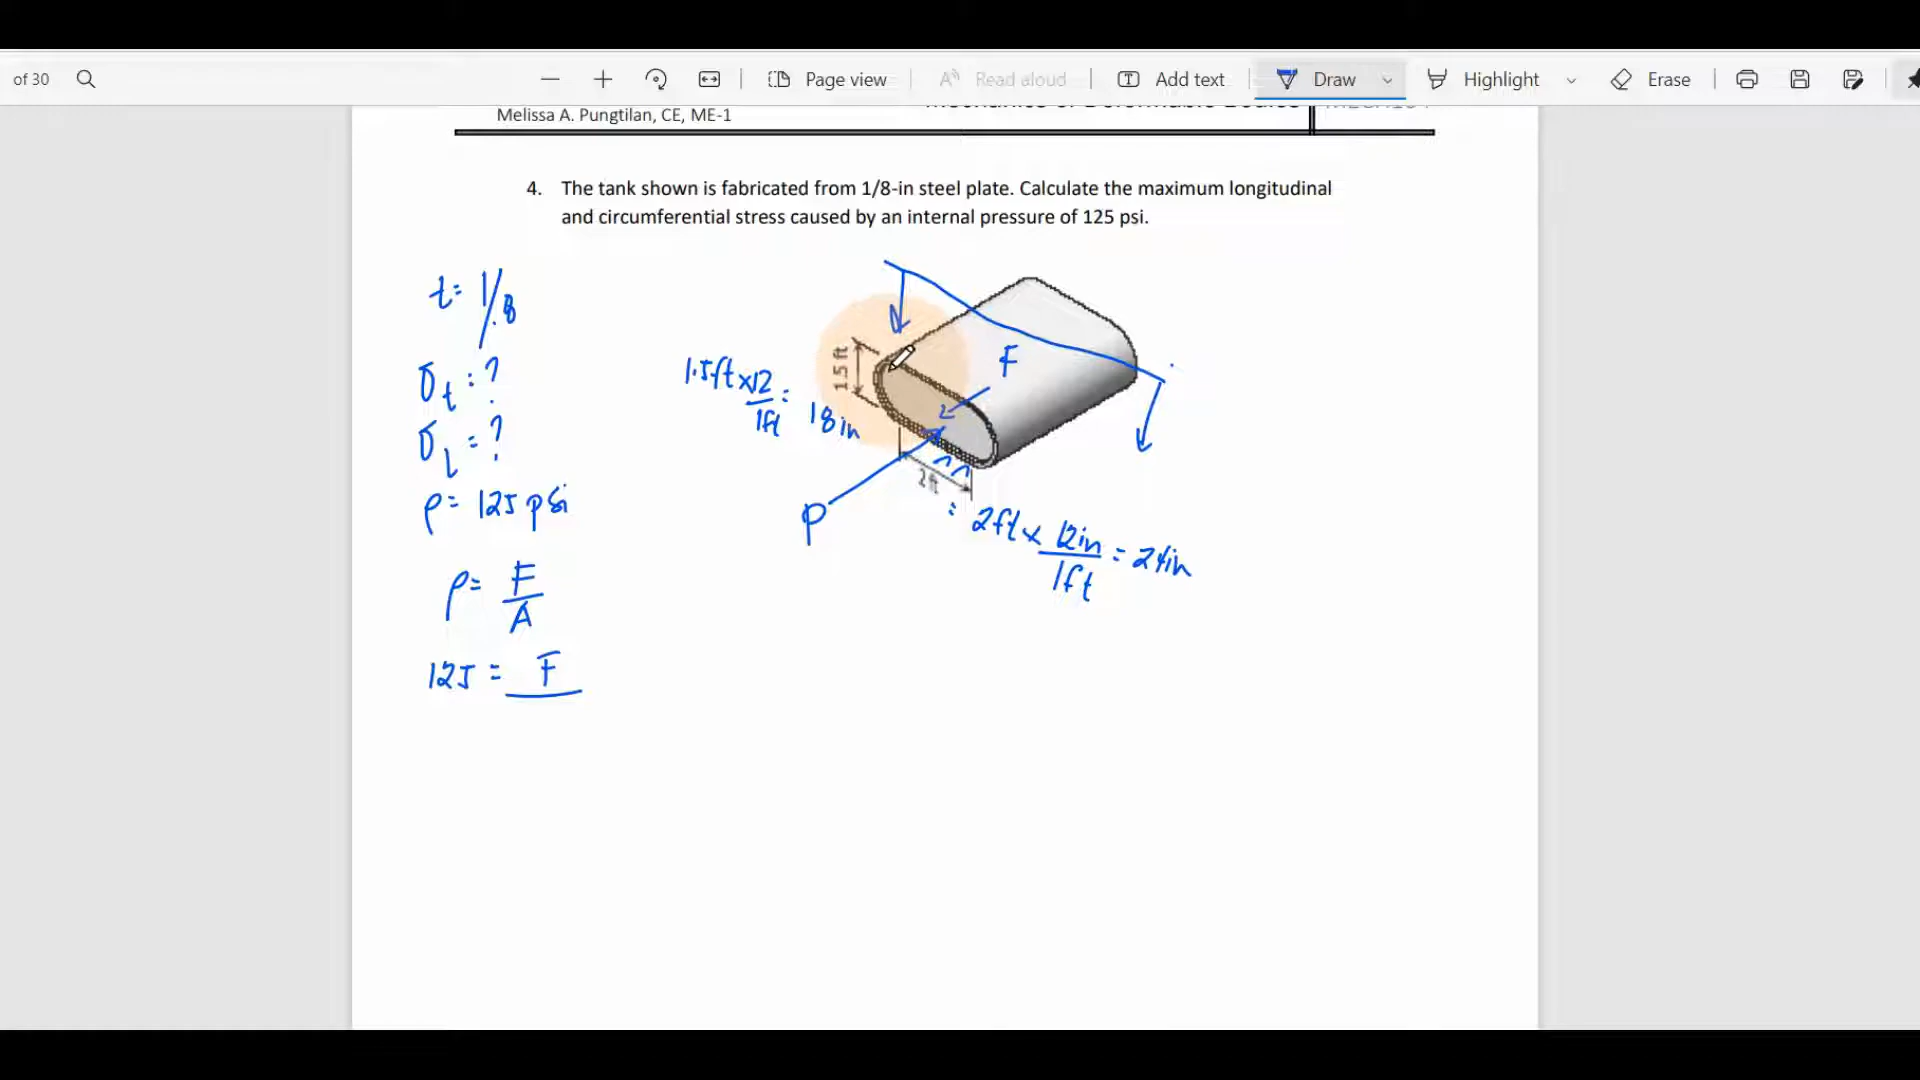 of 30
Page view
Read aloud
Add text
Draw
Highlight
Erase
Melissa A. Pungtilan, CE, ME-1
4. The tank shown is fabricated from 1/8-in steel plate. Calculate the maximum longitudinal
and circumferential stress caused by an internal pressure of 125 psi.
t = 1/8
σt = ?
σL = ?
ρ = 125 psi
ρ = F/A
125 = F
1.5ft x 12/1ft = 18in
1.5 ft
F
2 ft
P
= 2ft x 12in/1ft = 24in